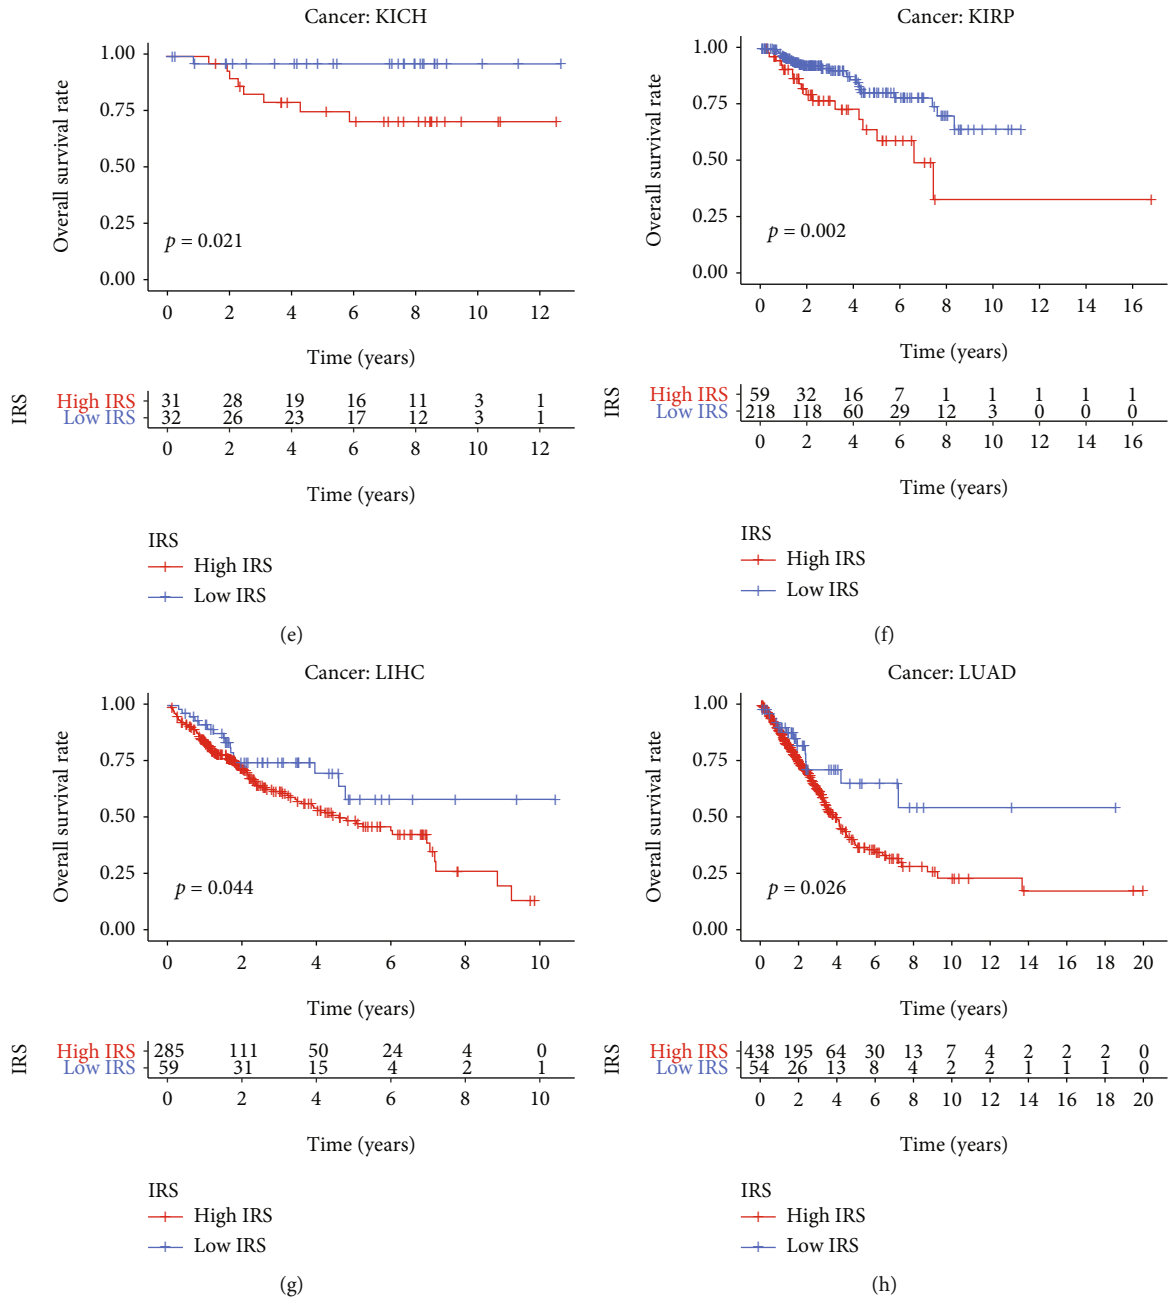 Cancer: KICH
Overall survival rate
1.00
0.75
0.50
0.25
0.00
p = 0.021
0 2 4 6 8 10 12
Time (years)
IRS
High IRS 31 28 19 16 11 3 1
Low IRS 32 26 23 17 12 3 1
0 2 4 6 8 10 12
Time (years)
IRS
High IRS
Low IRS
(e)
Cancer: KIRP
Overall survival rate
1.00
0.75
0.50
0.25
0.00
p = 0.002
0 2 4 6 8 10 12 14 16
Time (years)
IRS
High IRS 59 32 16 7 1 1 1 1 1
Low IRS 218 118 60 29 12 3 0 0 0
0 2 4 6 8 10 12 14 16
Time (years)
IRS
High IRS
Low IRS
(f)
Cancer: LIHC
Overall survival rate
1.00
0.75
0.50
0.25
0.00
p = 0.044
0 2 4 6 8 10
Time (years)
IRS
High IRS 285 111 50 24 4 0
Low IRS 59 31 15 4 2 1
0 2 4 6 8 10
Time (years)
IRS
High IRS
Low IRS
(g)
Cancer: LUAD
Overall survival rate
1.00
0.75
0.50
0.25
0.00
p = 0.026
0 2 4 6 8 10 12 14 16 18 20
Time (years)
IRS
High IRS 438 195 64 30 13 7 4 2 2 2 0
Low IRS 54 26 13 8 4 2 2 1 1 1 0
0 2 4 6 8 10 12 14 16 18 20
Time (years)
IRS
High IRS
Low IRS
(h)